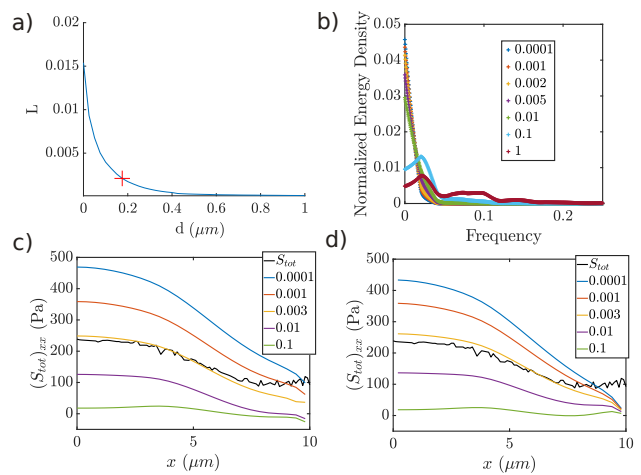 a)
0.02
0.015
0.01
0.005
L
0 0.2 0.4 0.6 0.8 1
d (μm)
b)
0.05
0.04
0.03
0.02
0.01
0
Normalized Energy Density
0 0.1 0.2
Frequency
0.0001
0.001
0.002
0.005
0.01
0.1
1
c)
500
400
300
200
100
0
(S_tot)_xx (Pa)
0 5 10
x (μm)
S_tot
0.0001
0.001
0.003
0.01
0.1
d)
500
400
300
200
100
0
(S_tot)_xx (Pa)
0 5 10
x (μm)
S_tot
0.0001
0.001
0.003
0.01
0.1